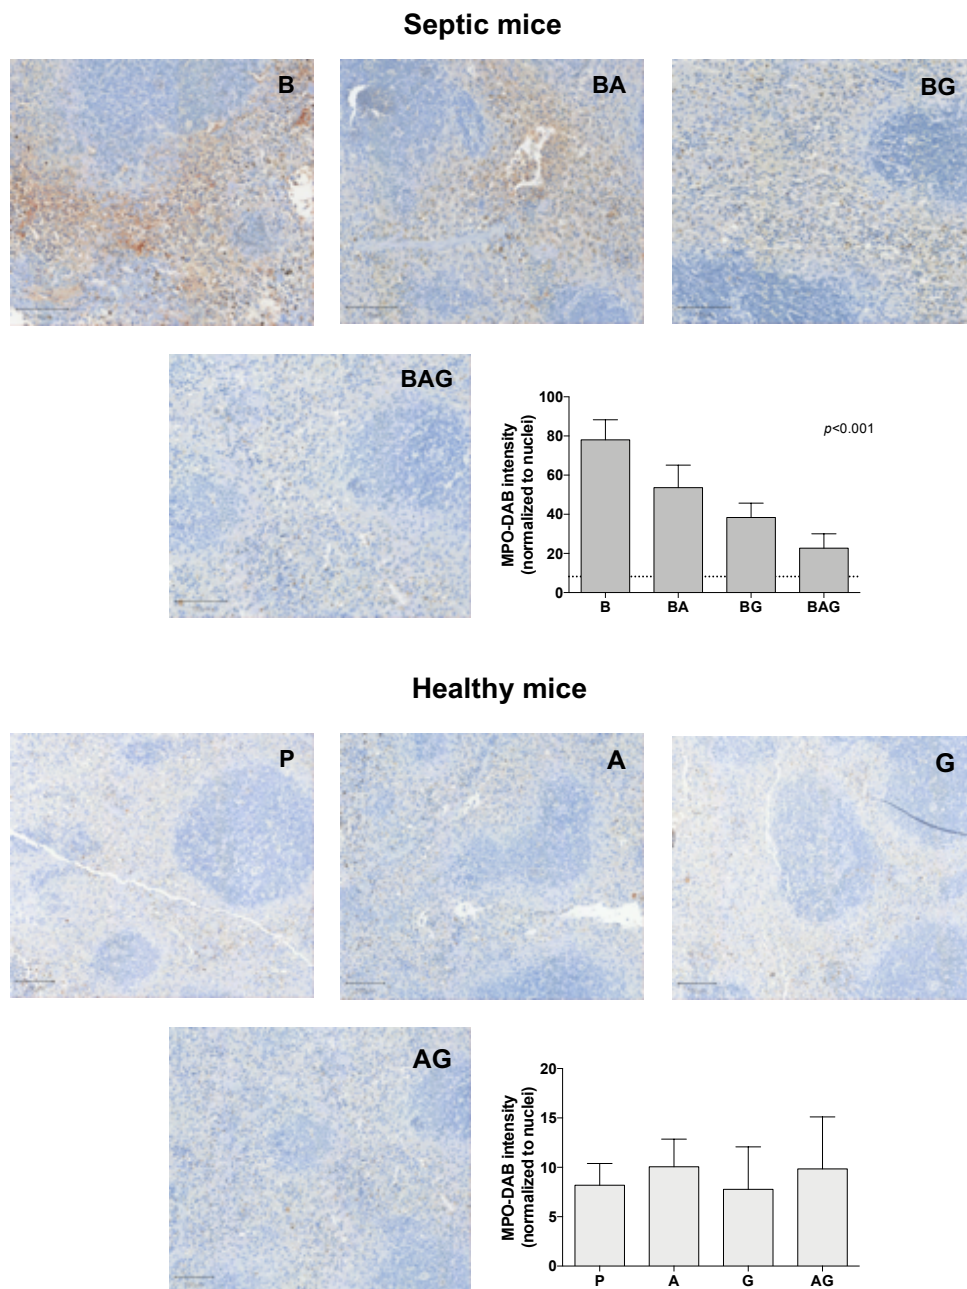 Septic mice
B
BA
BG
BAG
MPO-DAB intensity
(normalized to nuclei)
100
80
60
40
20
0
p<0.001
B BA BG BAG
Healthy mice
P
A
G
AG
MPO-DAB intensity
(normalized to nuclei)
20
15
10
5
0
P A G AG